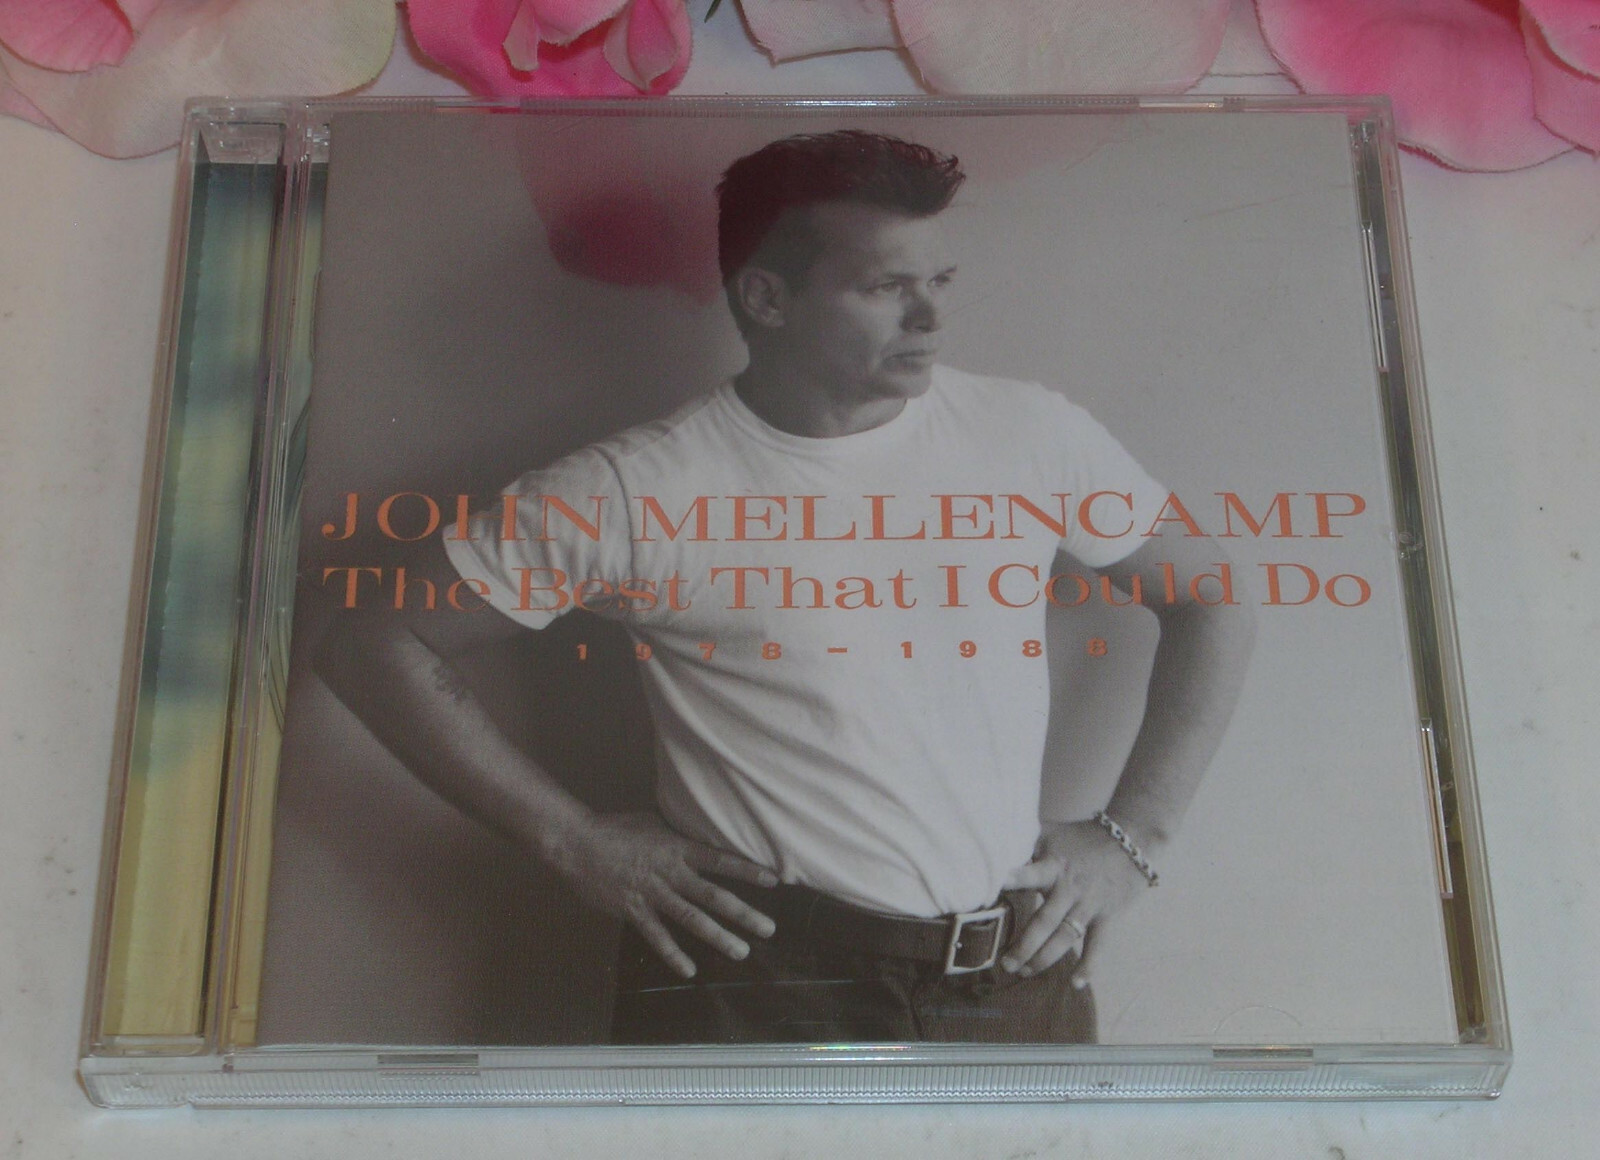 JOHN MELLENCAMP
The Best That I Could Do
1978-1988